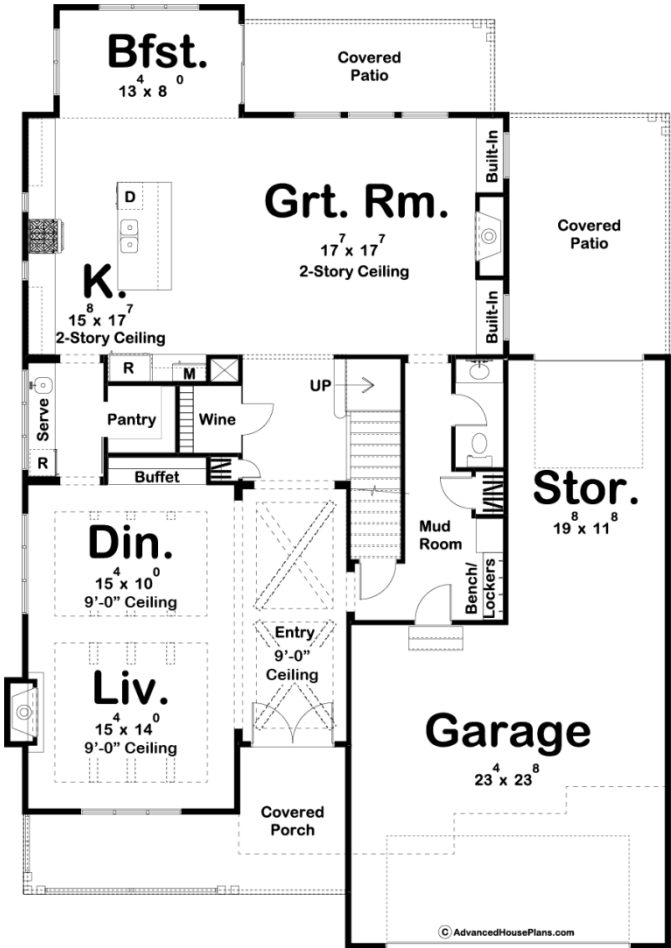 Bfst.
13⁴ x 8⁰
Covered
Patio
Built-In
D
Grt. Rm.
17⁷ x 17⁷
2-Story Ceiling
Covered
Patio
K.
15⁸ x 17⁷
2-Story Ceiling
Built-In
R
M
UP
Serve
Pantry
Wine
R
Buffet
Stor.
19⁸ x 11⁸
Din.
15⁴ x 10⁰
9'-0" Ceiling
Mud
Room
Bench/
Lockers
Entry
9'-0"
Ceiling
Liv.
15⁴ x 14⁰
9'-0" Ceiling
Garage
23⁴ x 23⁸
Covered
Porch
© AdvancedHousePlans.com